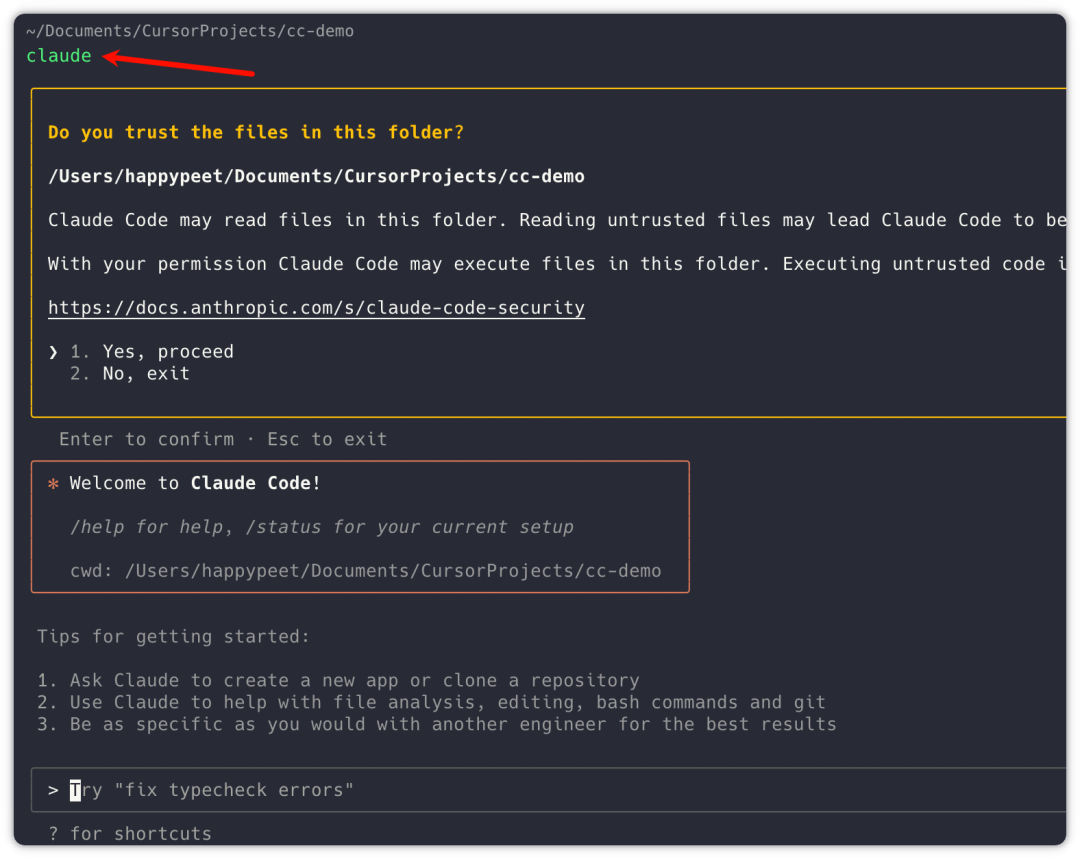 ~/Documents/CursorProjects/cc-demo
claude
Do you trust the files in this folder?
/Users/happypeet/Documents/CursorProjects/cc-demo
Claude Code may read files in this folder. Reading untrusted files may lead Claude Code to be
With your permission Claude Code may execute files in this folder. Executing untrusted code i
https://docs.anthropic.com/s/claude-code-security
❯ 1. Yes, proceed
2. No, exit
Enter to confirm · Esc to exit
✻ Welcome to Claude Code!
/help for help, /status for your current setup
cwd: /Users/happypeet/Documents/CursorProjects/cc-demo
Tips for getting started:
1. Ask Claude to create a new app or clone a repository
2. Use Claude to help with file analysis, editing, bash commands and git
3. Be as specific as you would with another engineer for the best results
> Try "fix typecheck errors"
? for shortcuts